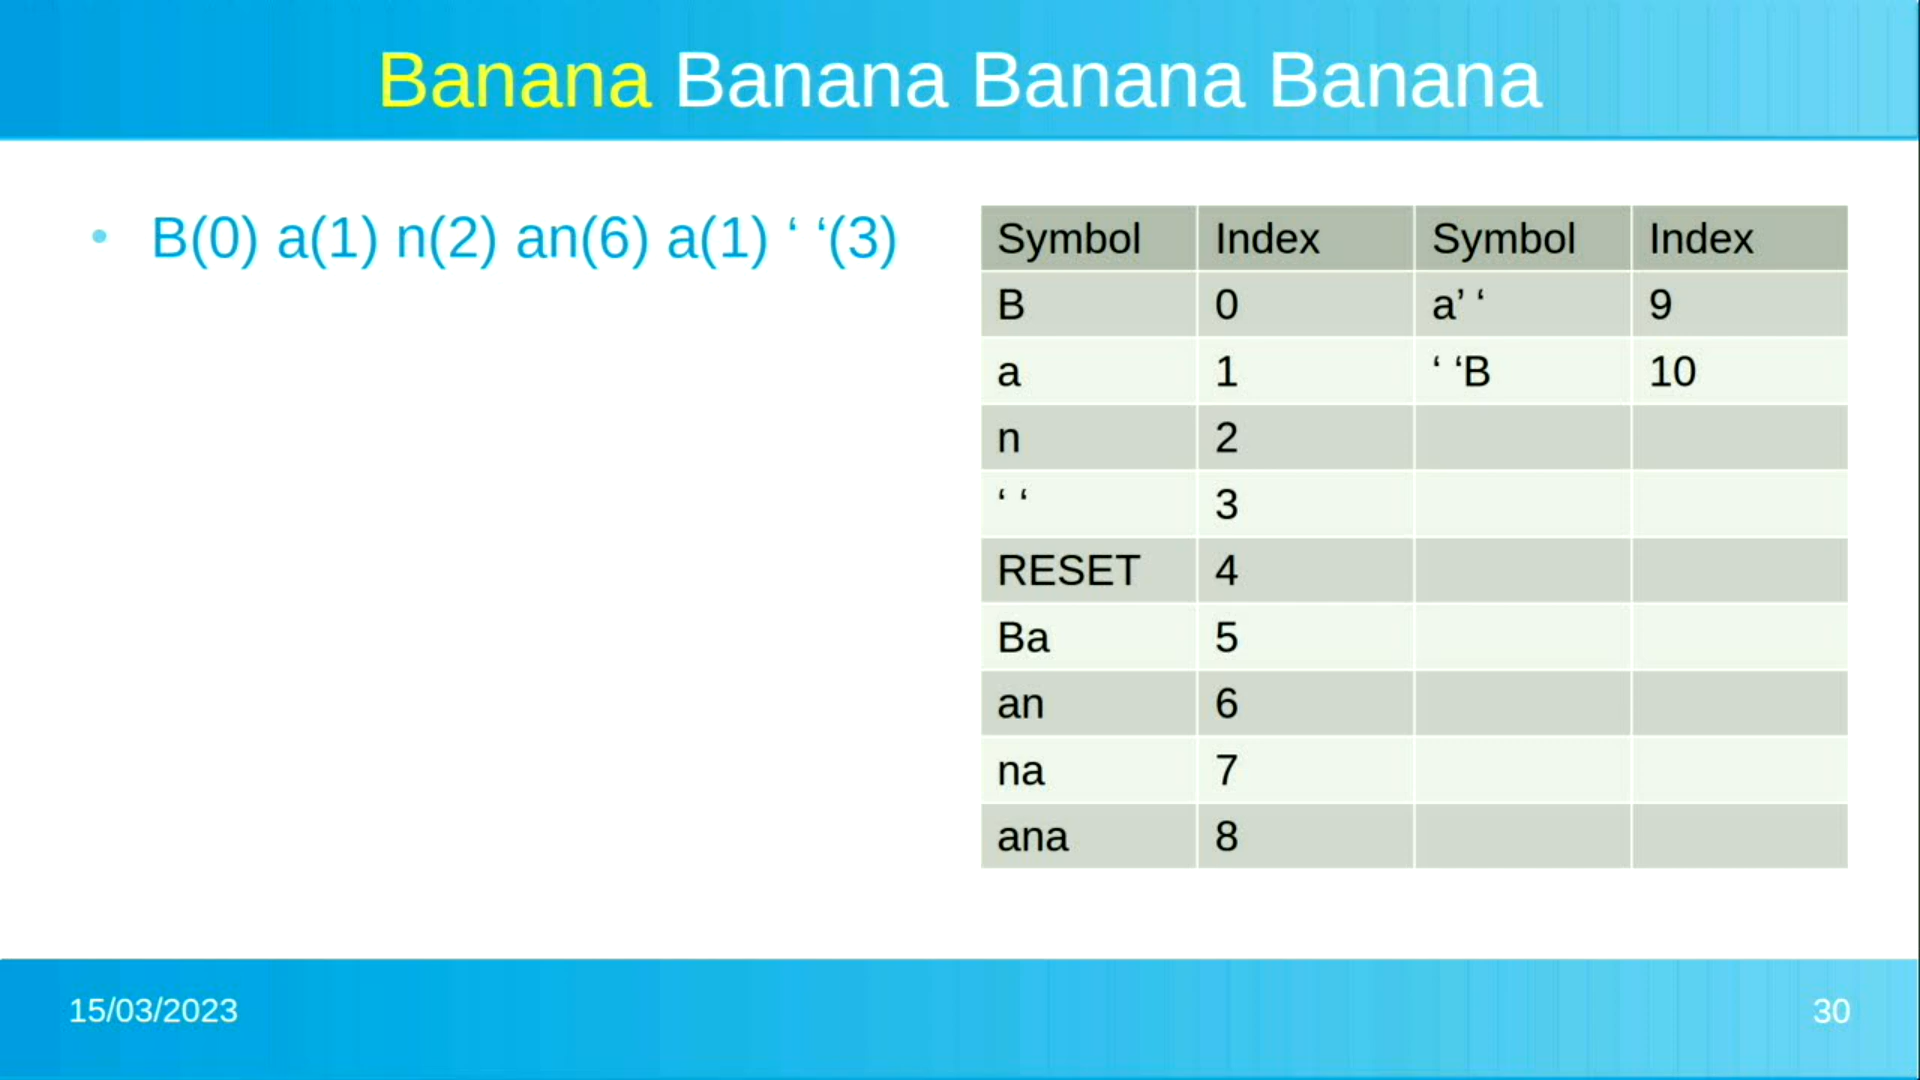 Banana Banana Banana Banana
• B(0) a(1) n(2) an(6) a(1) ‘ ‘(3)
Symbol Index Symbol Index
B 0 a’ ‘ 9
a 1 ‘ ‘B 10
n 2
‘ ‘ 3
RESET 4
Ba 5
an 6
na 7
ana 8
15/03/2023 30